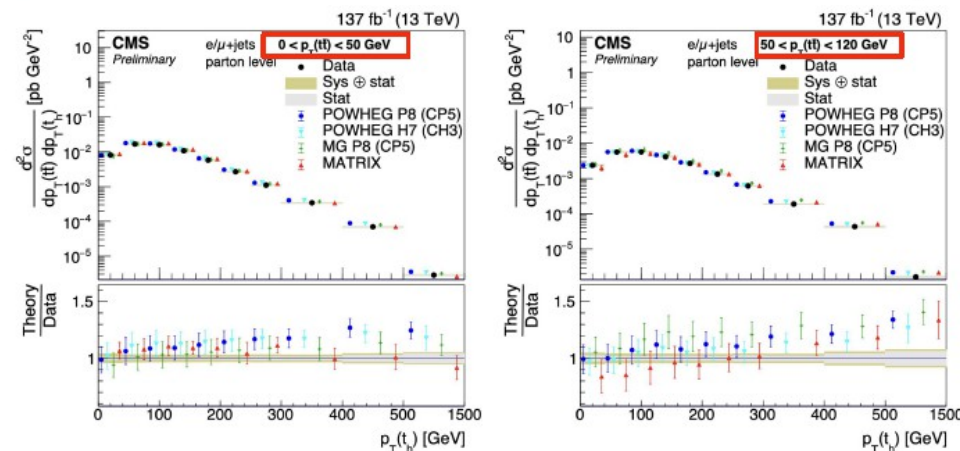 137 fb⁻¹ (13 TeV)
CMS
Preliminary
e/μ+jets
parton level
0 < p_T(tt̄) < 50 GeV
Data
Sys ⊕ stat
Stat
POWHEG P8 (CP5)
POWHEG H7 (CH3)
MG P8 (CP5)
MATRIX
d²σ / dp_T(tt̄) dp_T(t_h) [pb GeV⁻²]
10
1
10⁻¹
10⁻²
10⁻³
10⁻⁴
10⁻⁵
Theory
Data
1.5
1
0 100 200 300 400 500 1500
p_T(t_h) [GeV]
137 fb⁻¹ (13 TeV)
CMS
Preliminary
e/μ+jets
parton level
50 < p_T(tt̄) < 120 GeV
Data
Sys ⊕ stat
Stat
POWHEG P8 (CP5)
POWHEG H7 (CH3)
MG P8 (CP5)
MATRIX
d²σ / dp_T(tt̄) dp_T(t_h) [pb GeV⁻²]
10
1
10⁻¹
10⁻²
10⁻³
10⁻⁴
10⁻⁵
Theory
Data
1.5
1
0 100 200 300 400 500 1500
p_T(t_h) [GeV]